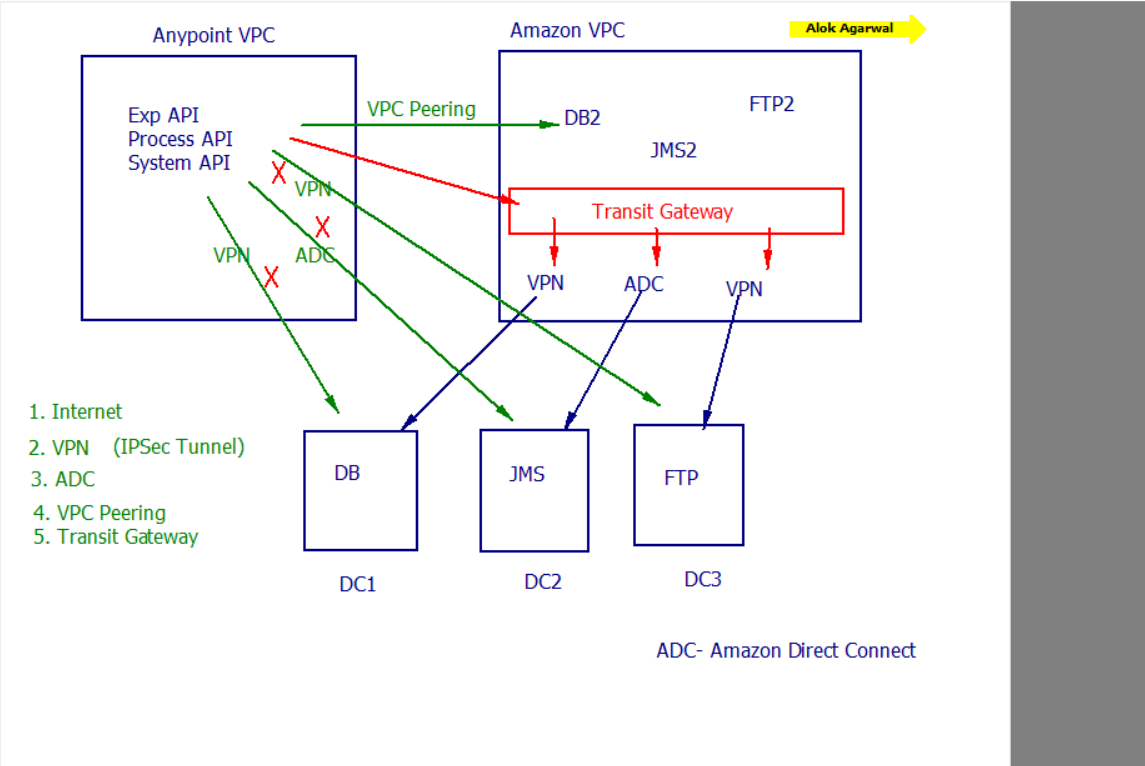 Anypoint VPC
Amazon VPC
Alok Agarwal
Exp API
Process API
System API
VPC Peering
DB2
FTP2
JMS2
X
VPN
Transit Gateway
X
VPN
ADC
X
VPN
ADC
VPN
1. Internet
2. VPN (IPSec Tunnel)
3. ADC
4. VPC Peering
5. Transit Gateway
DB
JMS
FTP
DC1
DC2
DC3
ADC- Amazon Direct Connect